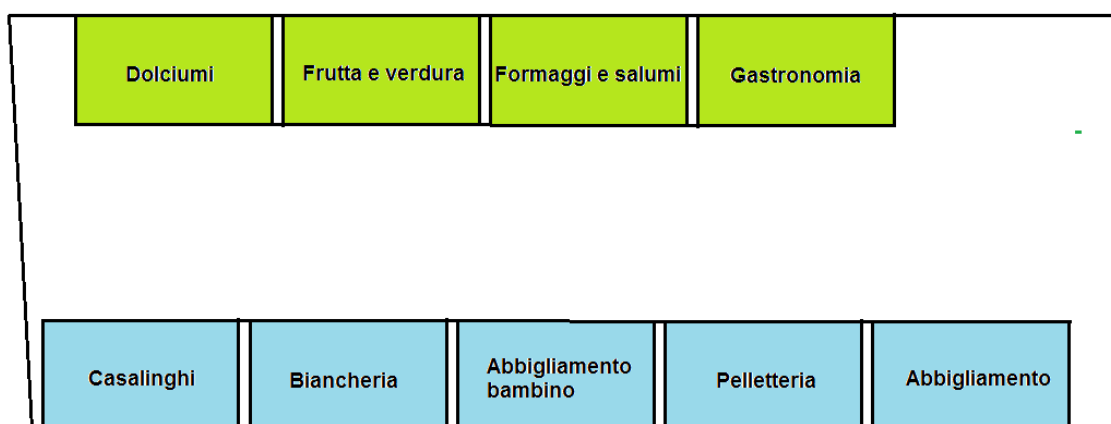 Dolciumi
Frutta e verdura
Formaggi e salumi
Gastronomia
Casalinghi
Biancheria
Abbigliamento
bambino
Pelletteria
Abbigliamento